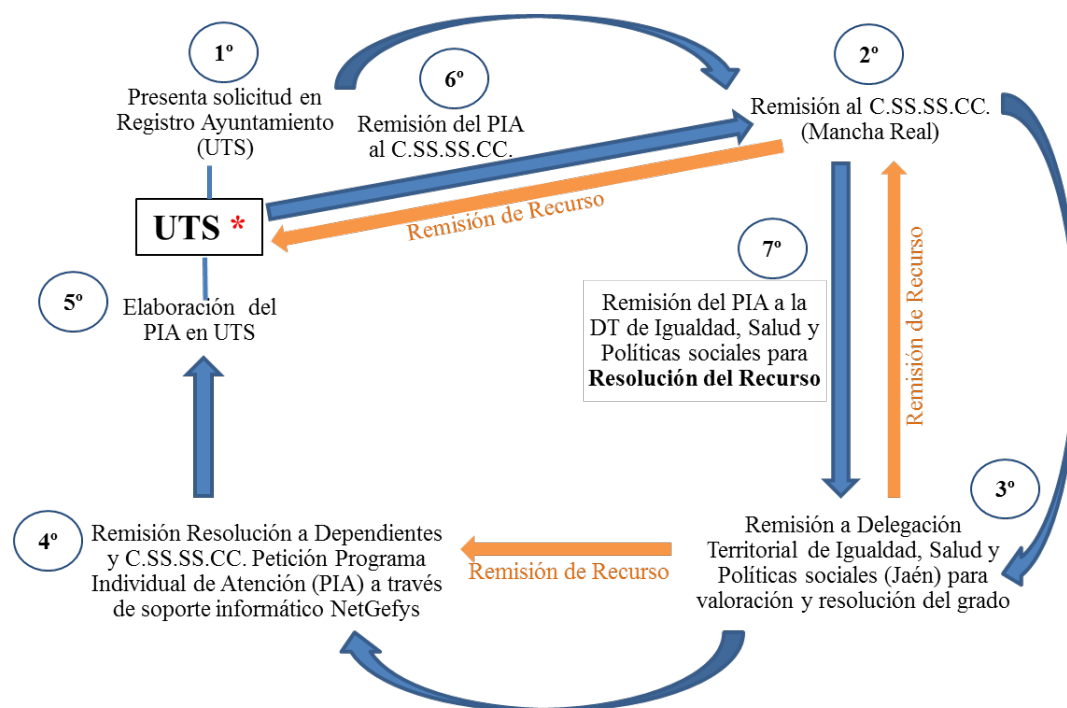 1º
Presenta solicitud en
Registro Ayuntamiento
(UTS)
6º
Remisión del PIA
al C.SS.SS.CC.
2º
Remisión al C.SS.SS.CC.
(Mancha Real)
UTS *
Remisión de Recurso
5º
Elaboración del
PIA en UTS
7º
Remisión del PIA a la
DT de Igualdad, Salud y
Políticas sociales para
Resolución del Recurso
Remisión de Recurso
4º
Remisión Resolución a Dependientes
y C.SS.SS.CC. Petición Programa
Individual de Atención (PIA) a través
de soporte informático NetGefys
Remisión de Recurso
3º
Remisión a Delegación
Territorial de Igualdad, Salud y
Políticas sociales (Jaén) para
valoración y resolución del grado